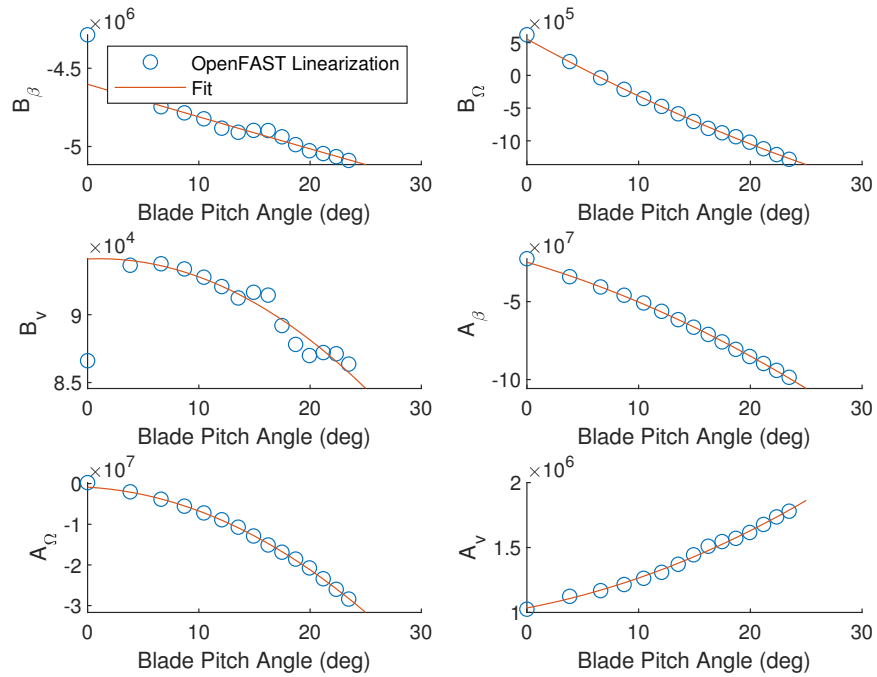 ×10^6
-4.5
-5
B_β
0 10 20 30
Blade Pitch Angle (deg)
OpenFAST Linearization
Fit
×10^5
5
0
-5
-10
B_Ω
0 10 20 30
Blade Pitch Angle (deg)
×10^4
9
8.5
B_v
0 10 20 30
Blade Pitch Angle (deg)
×10^7
-5
-10
A_β
0 10 20 30
Blade Pitch Angle (deg)
×10^7
0
-1
-2
-3
A_Ω
0 10 20 30
Blade Pitch Angle (deg)
×10^6
2
1.5
1
A_v
0 10 20 30
Blade Pitch Angle (deg)